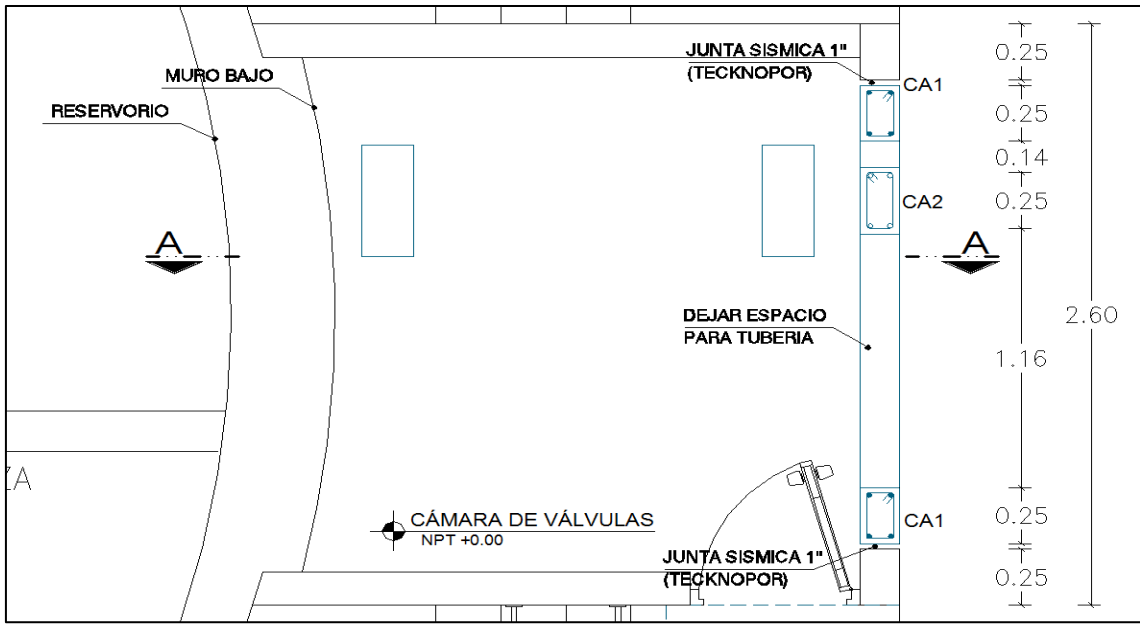 JUNTA SISMICA 1"
(TECKNOPOR)
MURO BAJO
RESERVORIO
CA1
0.25
0.25
0.14
0.25
CA2
A
A
DEJAR ESPACIO
PARA TUBERIA
2.60
1.16
ZA
CÁMARA DE VÁLVULAS
NPT +0.00
CA1
0.25
JUNTA SISMICA 1"
(TECKNOPOR)
0.25